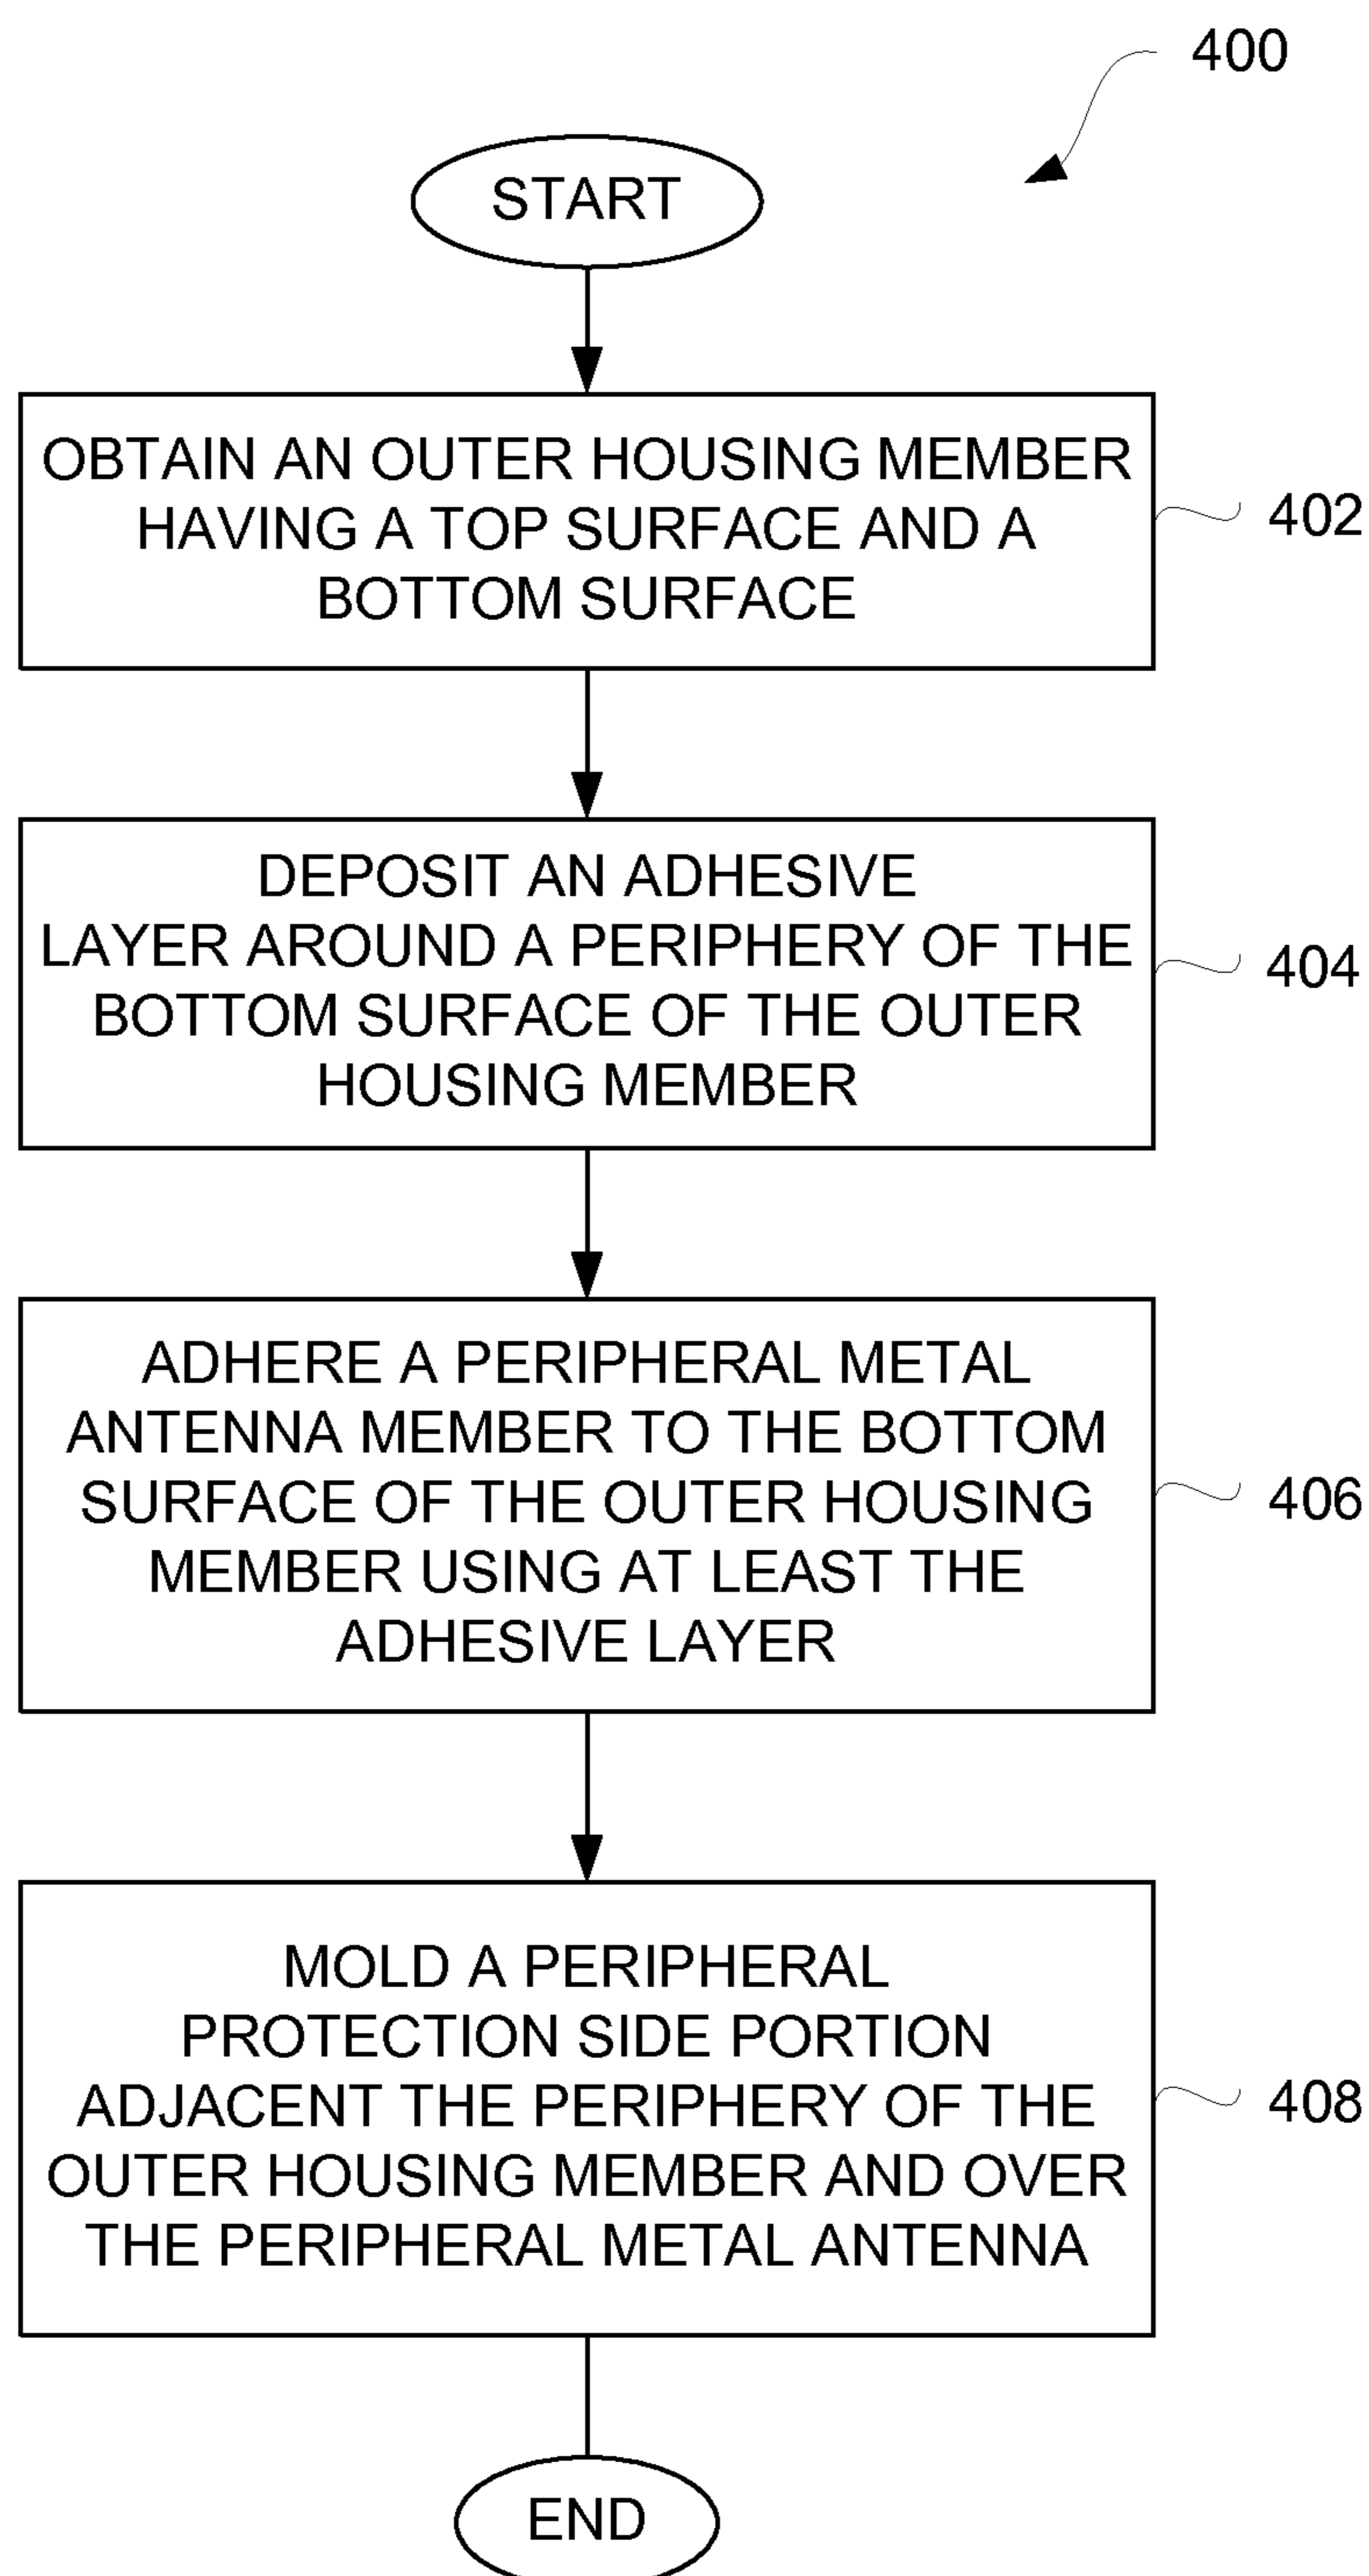 400
START
OBTAIN AN OUTER HOUSING MEMBER
HAVING A TOP SURFACE AND A
BOTTOM SURFACE
402
DEPOSIT AN ADHESIVE
LAYER AROUND A PERIPHERY OF THE
BOTTOM SURFACE OF THE OUTER
HOUSING MEMBER
404
ADHERE A PERIPHERAL METAL
ANTENNA MEMBER TO THE BOTTOM
SURFACE OF THE OUTER HOUSING
MEMBER USING AT LEAST THE
ADHESIVE LAYER
406
MOLD A PERIPHERAL
PROTECTION SIDE PORTION
ADJACENT THE PERIPHERY OF THE
OUTER HOUSING MEMBER AND OVER
THE PERIPHERAL METAL ANTENNA
408
END